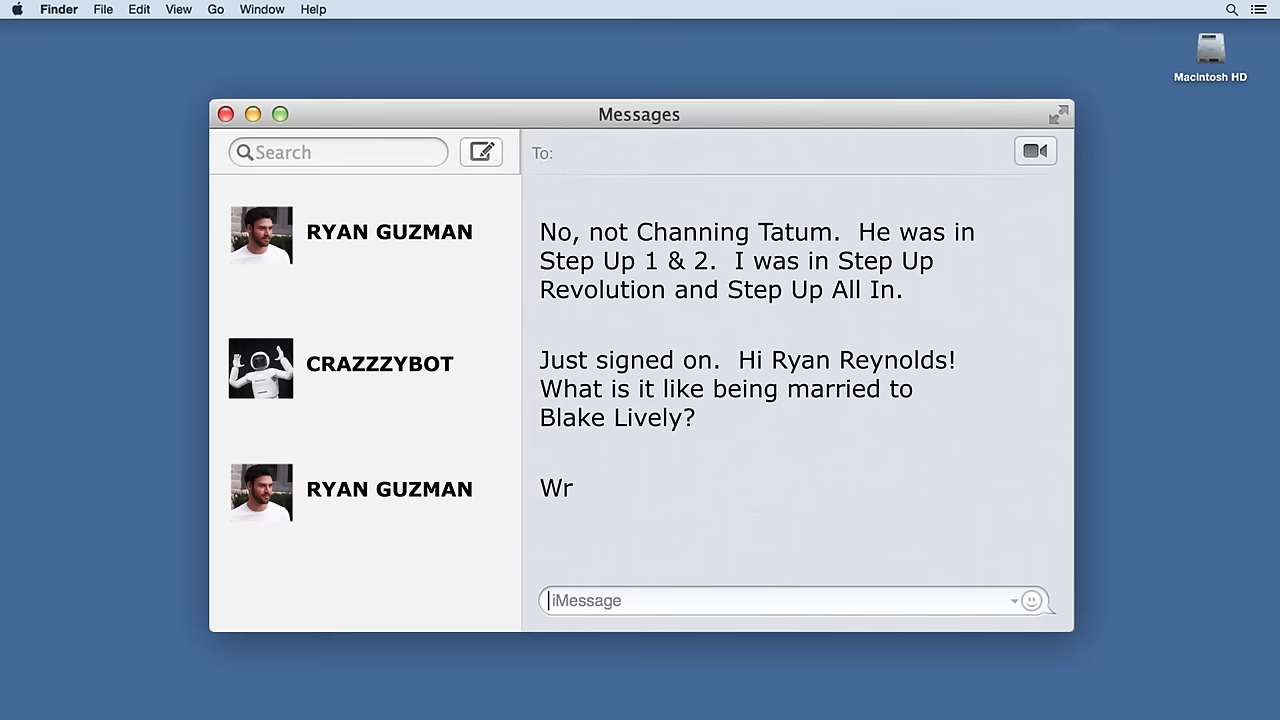 Finder File Edit View Go Window Help
Macintosh HD
Messages
Search
To:
RYAN GUZMAN
No, not Channing Tatum. He was in
Step Up 1 & 2. I was in Step Up
Revolution and Step Up All In.
CRAZZZYBOT
Just signed on. Hi Ryan Reynolds!
What is it like being married to
Blake Lively?
RYAN GUZMAN
Wr
iMessage